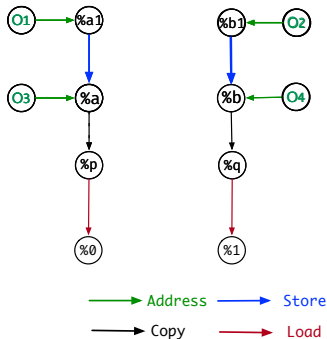 O1 %a1 %b1 O2
O3 %a %b O4
%p %q
%0 %1
Address Store
Copy Load